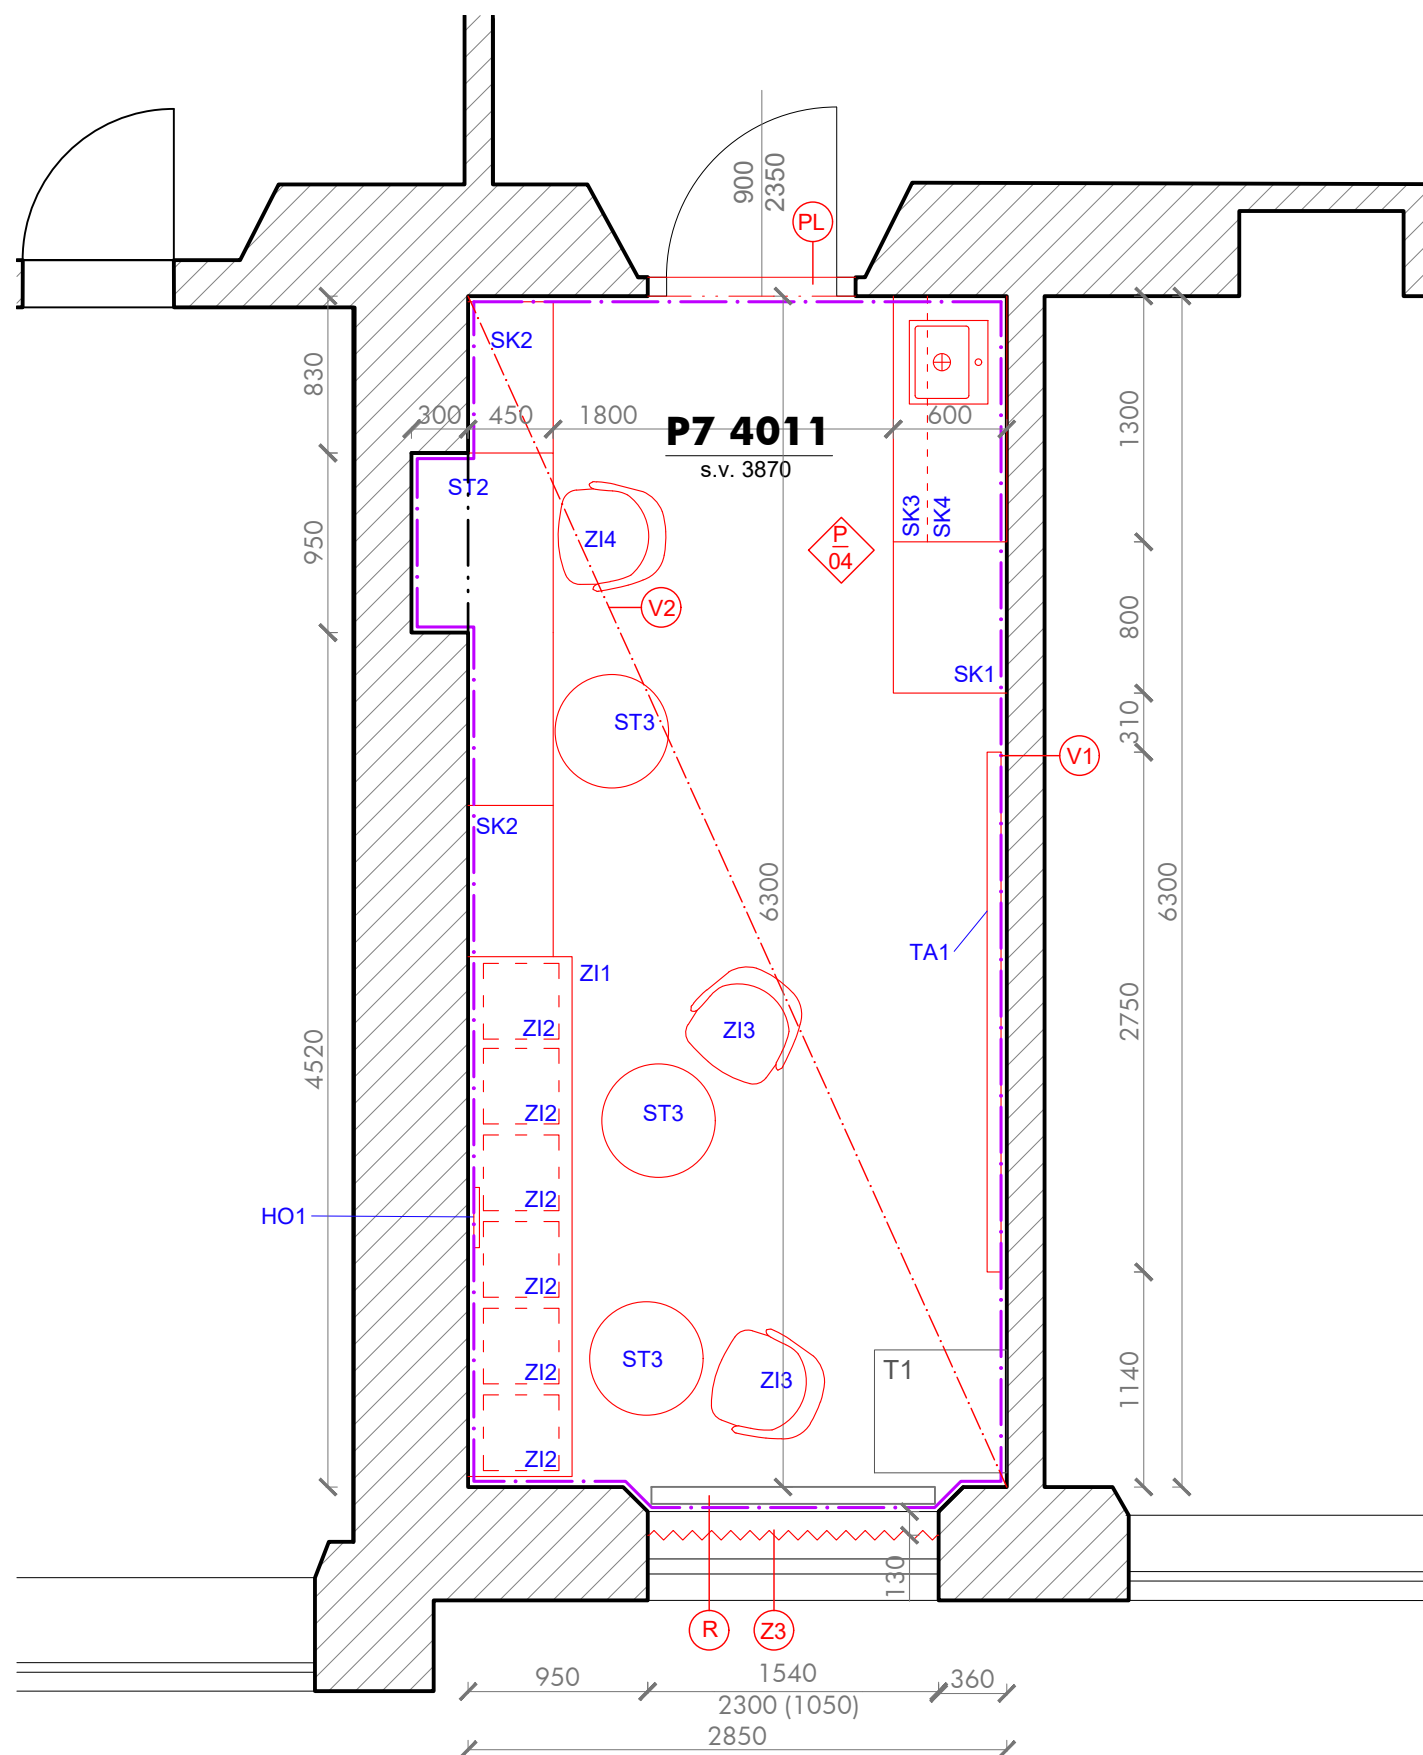 900
2350
PL
SK2
830
300
450
1800
P7 4011
600
s.v. 3870
1300
ST2
SK3
SK4
950
ZI4
P
04
V2
800
SK1
ST3
310
V1
SK2
6300
6300
TA1
ZI1
2750
ZI2
ZI3
4520
ZI2
ST3
ZI2
HO1
ZI2
ST3
ZI2
ZI3
T1
1140
ZI2
130
R
Z3
950
1540
360
2300 (1050)
2850